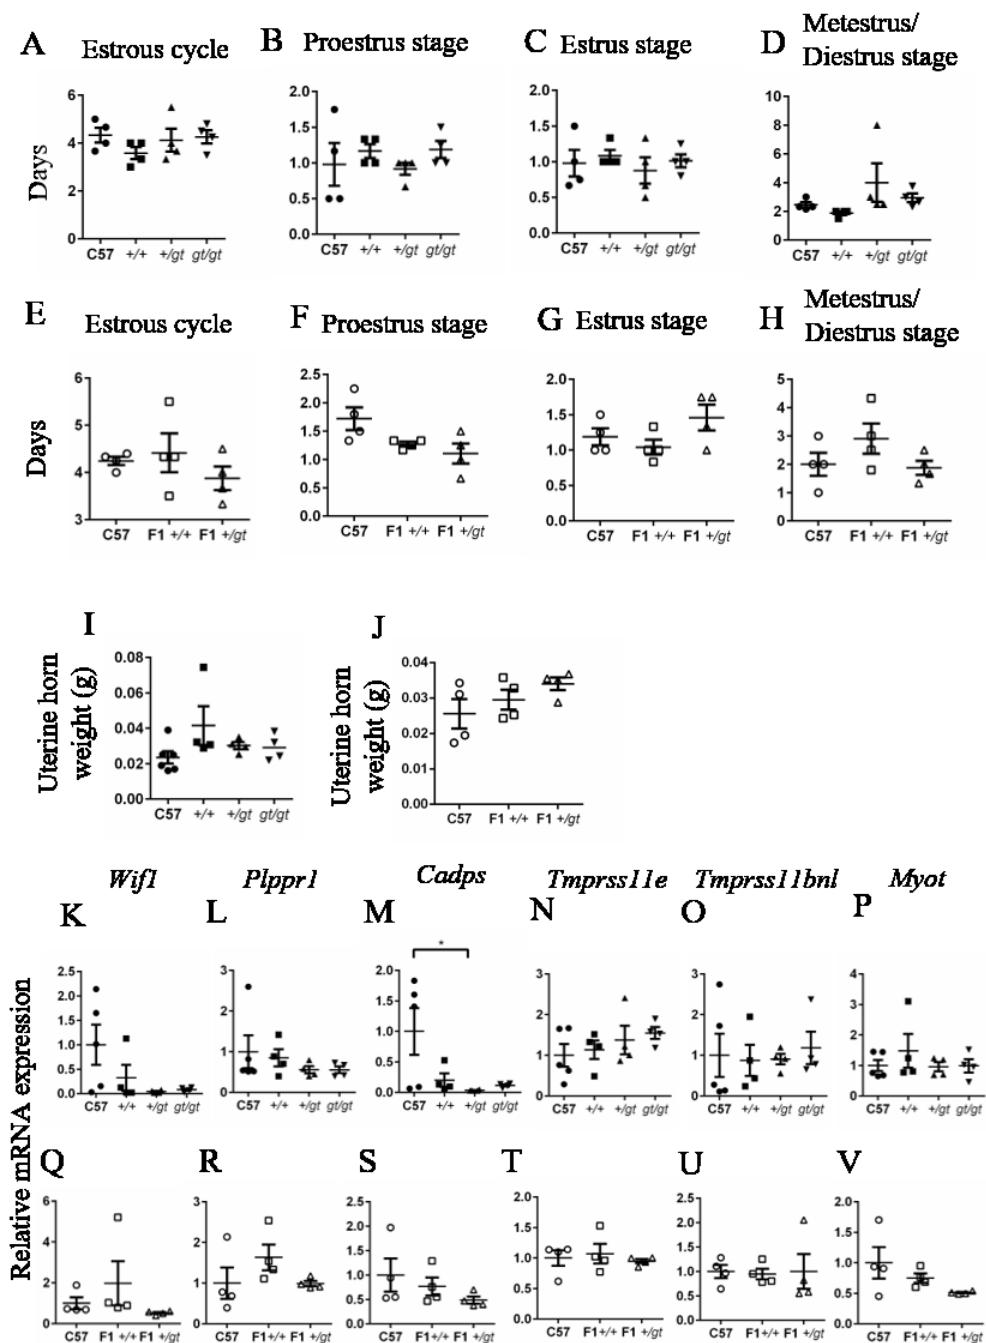 A Estrous cycle
B Proestrus stage
C Estrus stage
D Metestrus/
Diestrus stage
Days
6
4
2
0
C57 +/+ +/gt gt/gt
2.0
1.5
1.0
0.5
0.0
C57 +/+ +/gt gt/gt
2.0
1.5
1.0
0.5
0.0
C57 +/+ +/gt gt/gt
10
8
6
4
2
0
C57 +/+ +/gt gt/gt
E Estrous cycle
F Proestrus stage
G Estrus stage
H Metestrus/
Diestrus stage
Days
6
5
4
3
C57 F1 +/+ F1 +/gt
2.5
2.0
1.5
1.0
0.5
0.0
C57 F1 +/+ F1 +/gt
2.0
1.5
1.0
0.5
0.0
C57 F1 +/+ F1 +/gt
5
4
3
2
1
0
C57 F1 +/+ F1 +/gt
I
Uterine horn
weight (g)
0.08
0.06
0.04
0.02
0.00
C57 +/+ +/gt gt/gt
J
Uterine horn
weight (g)
0.04
0.03
0.02
0.01
0.00
C57 F1 +/+ F1 +/gt
Relative mRNA expression
Wif1
K
2.5
2.0
1.5
1.0
0.5
0.0
C57 +/+ +/gt gt/gt
Plppr1
L
3
2
1
0
C57 +/+ +/gt gt/gt
Cadps
M
*
2.0
1.5
1.0
0.5
0.0
C57 +/+ +/gt gt/gt
Tmprss11e
N
3
2
1
0
C57 +/+ +/gt gt/gt
Tmprss11bnl
O
3
2
1
0
C57 +/+ +/gt gt/gt
Myot
P
4
3
2
1
0
C57 +/+ +/gt gt/gt
Q
6
4
2
0
C57 F1+/+ F1 +/gt
R
3
2
1
0
C57 F1+/+ F1 +/gt
S
2.5
2.0
1.5
1.0
0.5
0.0
C57 F1+/+ F1 +/gt
T
2.0
1.5
1.0
0.5
0.0
C57 F1+/+ F1 +/gt
U
2.5
2.0
1.5
1.0
0.5
0.0
C57 F1+/+ F1 +/gt
V
2.0
1.5
1.0
0.5
0.0
C57 F1+/+ F1 +/gt